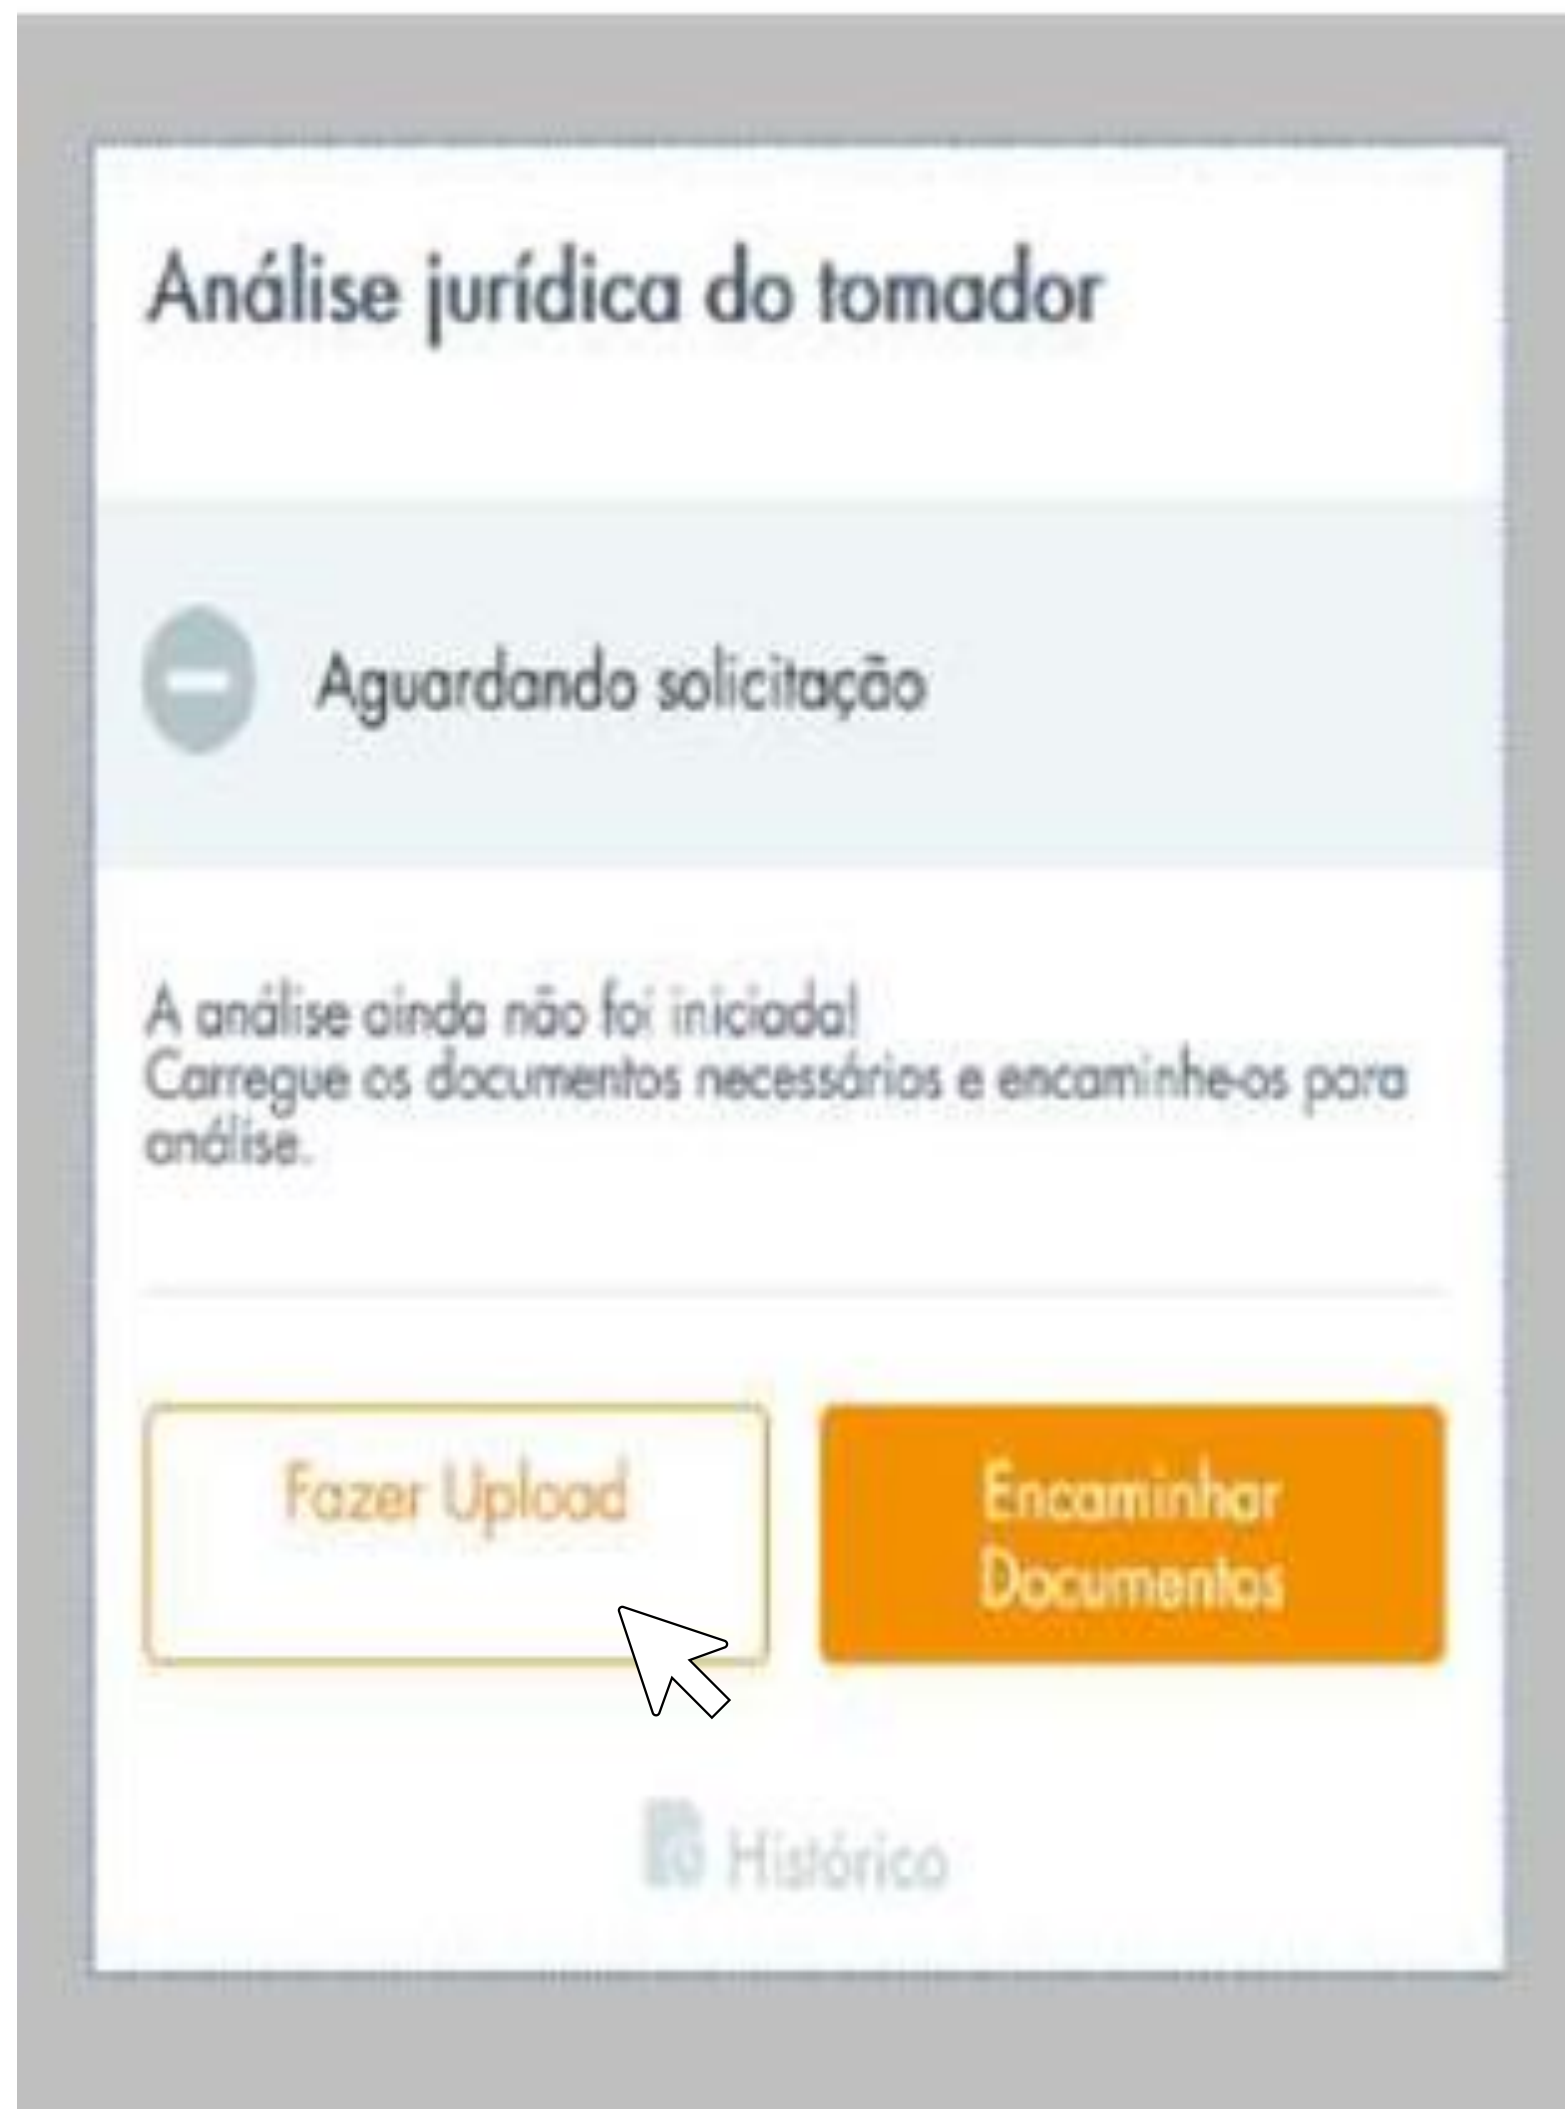 Análise jurídica do tomador
Aguardando solicitação
A análise ainda não foi iniciada!
Carregue os documentos necessários e encaminhe-os para
análise.
Fazer Upload
Encaminhar
Documentos
Histórico